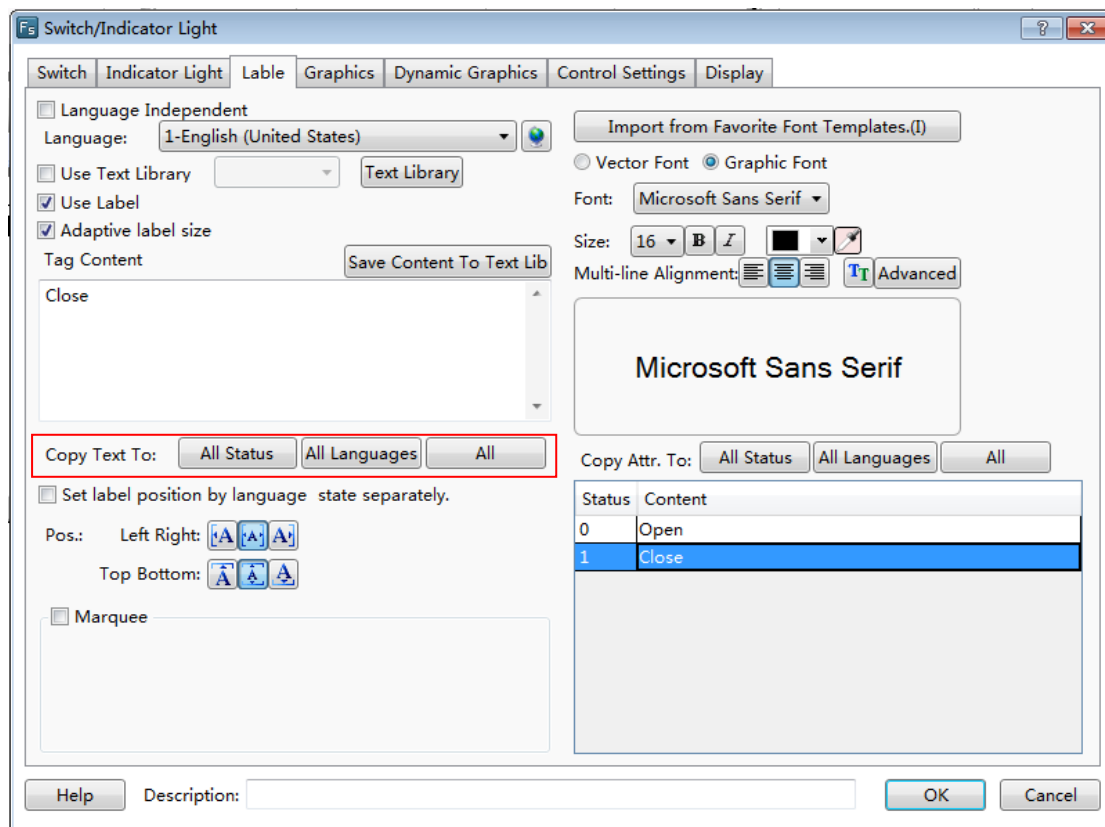 Fs Switch/Indicator Light
Switch Indicator Light Lable Graphics Dynamic Graphics Control Settings Display
Language Independent
Language: 1-English (United States)
Use Text Library Text Library
Use Label
Adaptive label size
Tag Content Save Content To Text Lib
Close
Copy Text To: All Status All Languages All
Set label position by language state separately.
Pos.: Left Right: A A A
Top Bottom: A A A
Marquee
Import from Favorite Font Templates.(I)
Vector Font Graphic Font
Font: Microsoft Sans Serif
Size: 16 B I
Multi-line Alignment: TT Advanced
Microsoft Sans Serif
Copy Attr. To: All Status All Languages All
Status Content
0 Open
1 Close
Help Description: OK Cancel